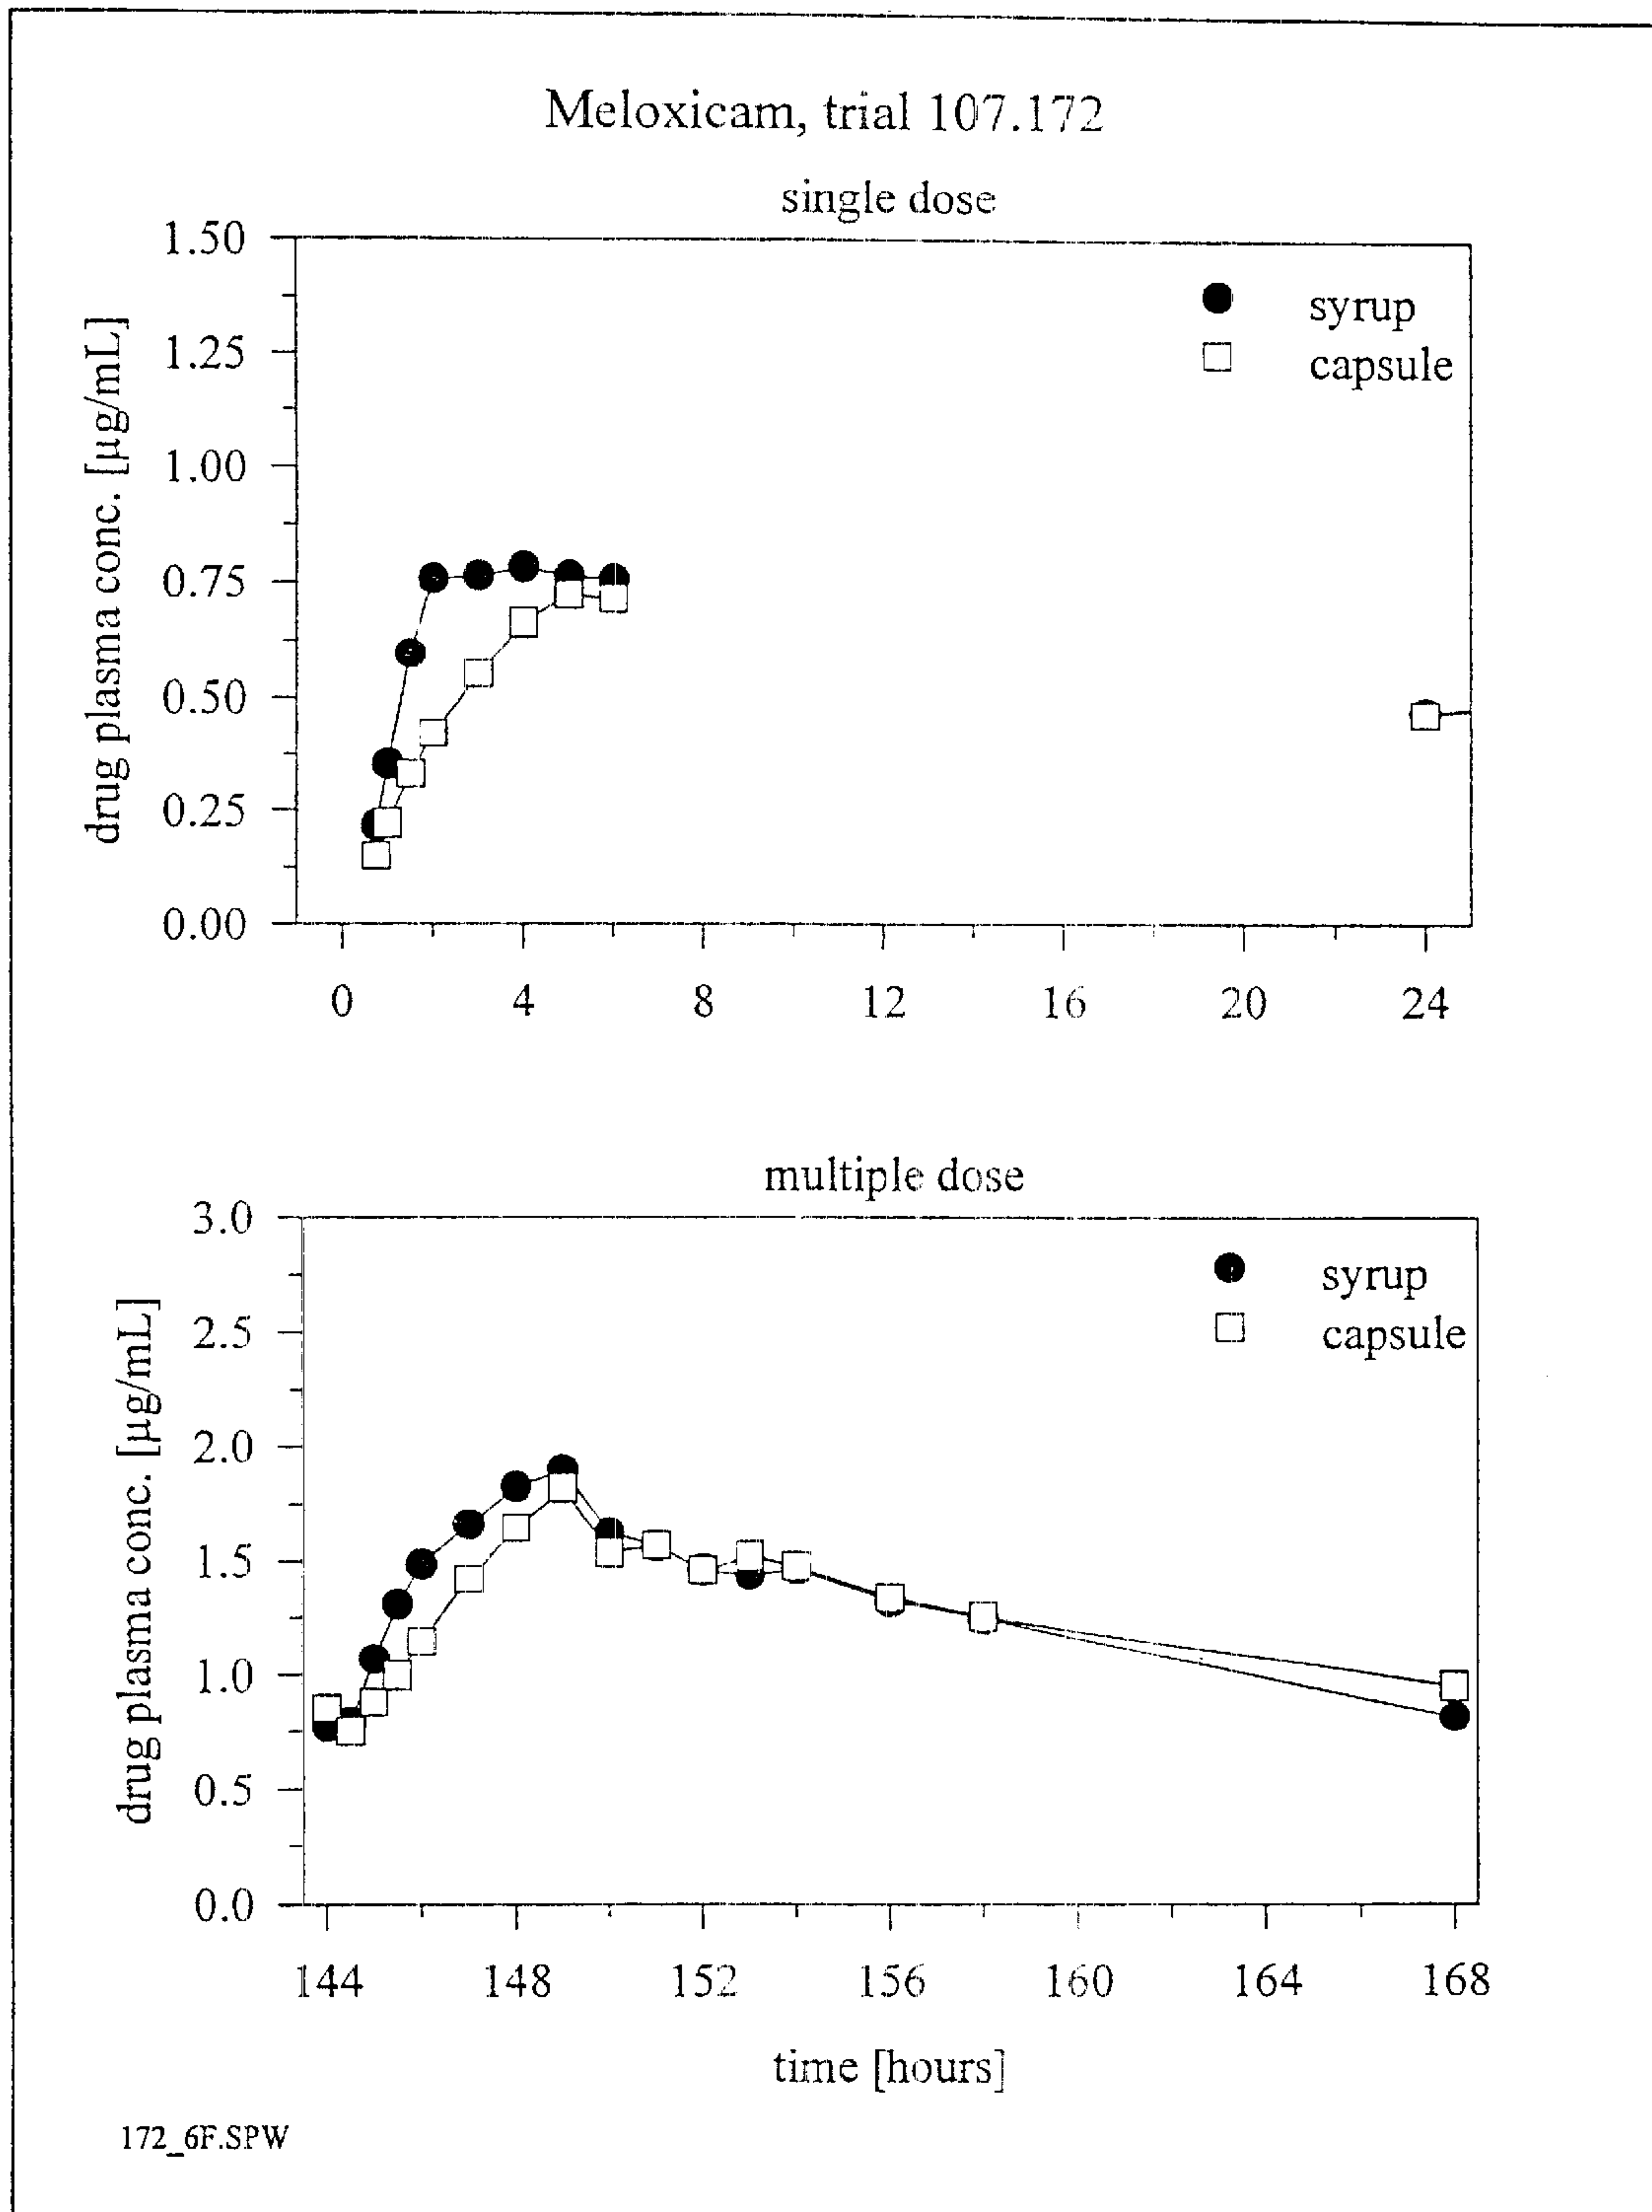 Meloxicam, trial 107.172
single dose
1.50
1.25
1.00
0.75
0.50
0.25
0.00
drug plasma conc. [µg/mL]
syrup
capsule
0 4 8 12 16 20 24
multiple dose
3.0
2.5
2.0
1.5
1.0
0.5
0.0
drug plasma conc. [µg/mL]
syrup
capsule
144 148 152 156 160 164 168
time [hours]
172_6F.SPW